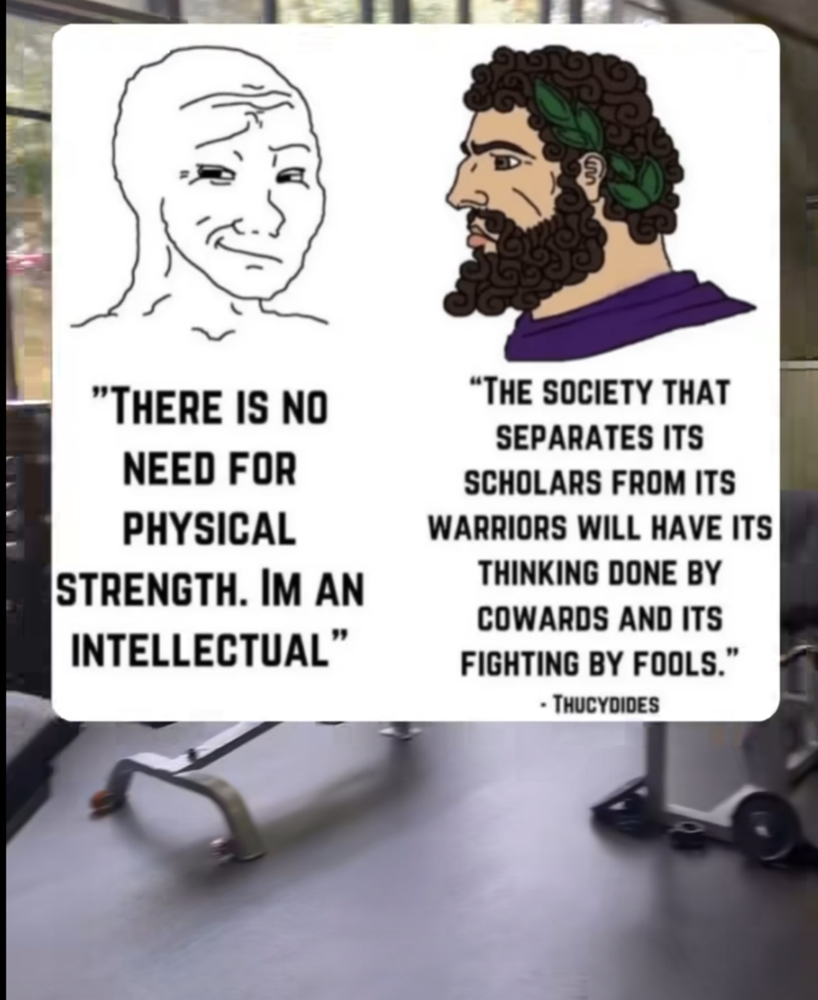 ”THERE IS NO
NEED FOR
PHYSICAL
STRENGTH. IM AN
INTELLECTUAL”
“THE SOCIETY THAT
SEPARATES ITS
SCHOLARS FROM ITS
WARRIORS WILL HAVE ITS
THINKING DONE BY
COWARDS AND ITS
FIGHTING BY FOOLS.”
- THUCYDIDES